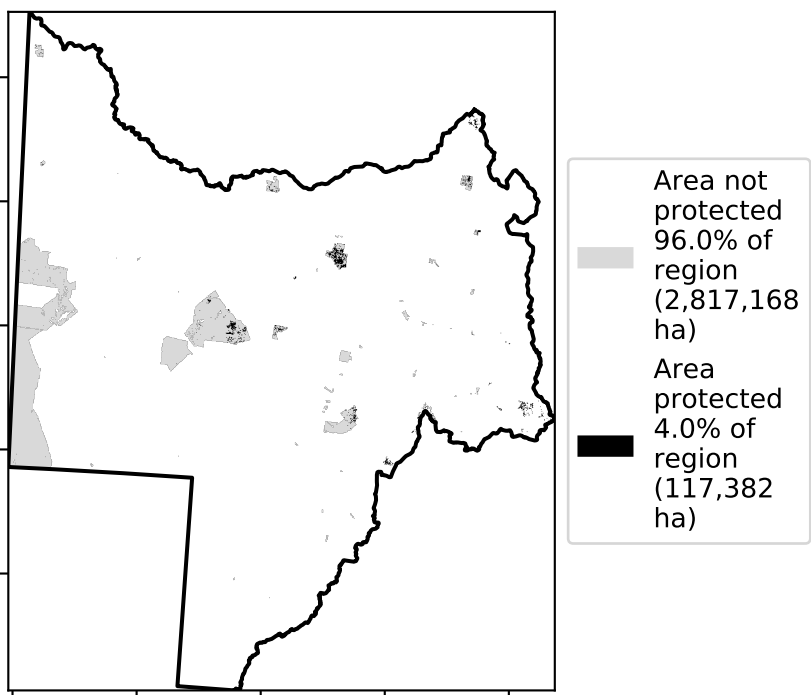 Area not
protected
96.0% of
region
(2,817,168
ha)
Area
protected
4.0% of
region
(117,382
ha)